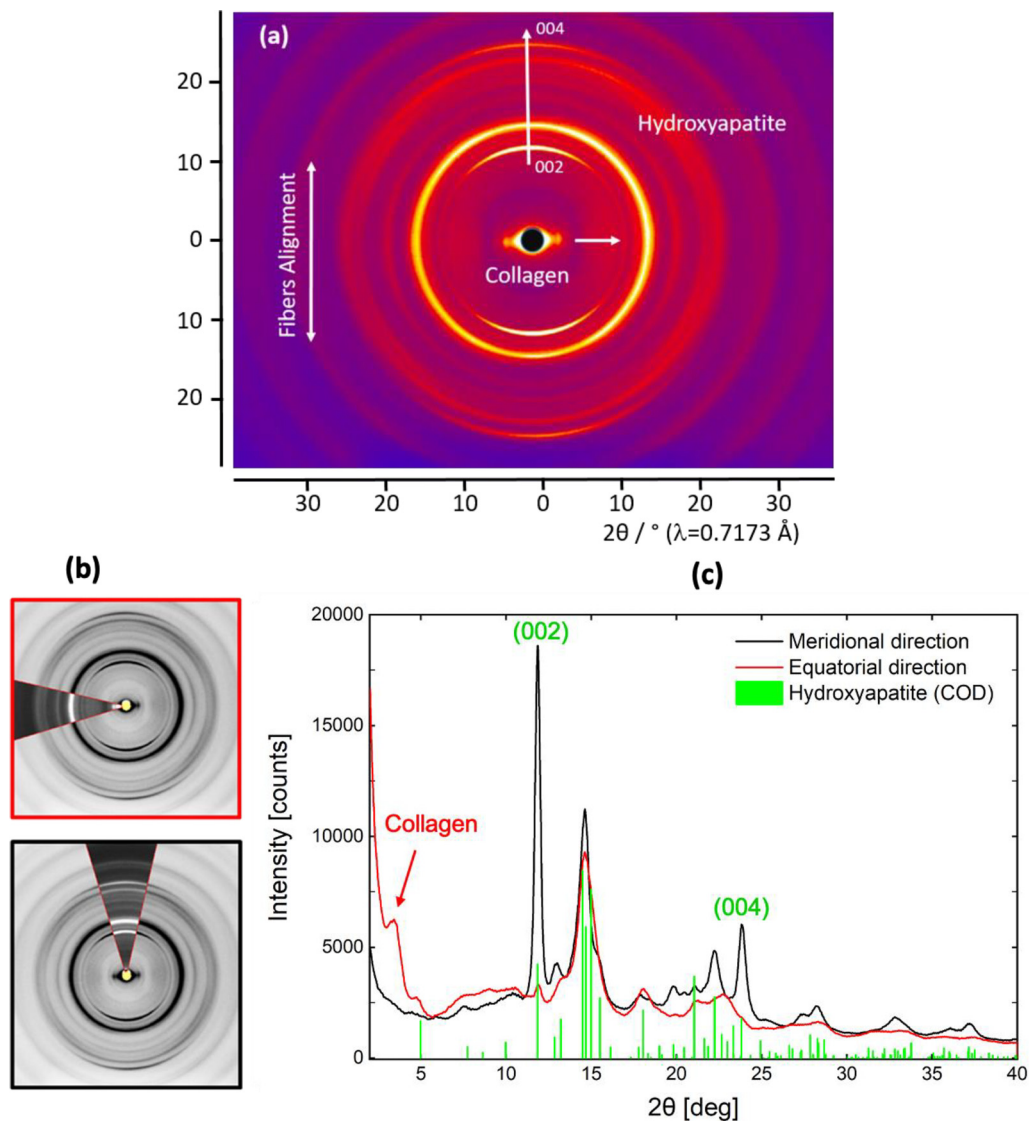 (a)
004
20
Hydroxyapatite
10
002
Fibers Alignment
0
Collagen
10
20
30
20
10
0
10
20
30
2θ / ° (λ=0.7173 Å)
(b)
(c)
20000
(002)
Meridional direction
Equatorial direction
Hydroxyapatite (COD)
15000
Collagen
Intensity [counts]
10000
(004)
5000
0
5
10
15
20
25
30
35
40
2θ [deg]